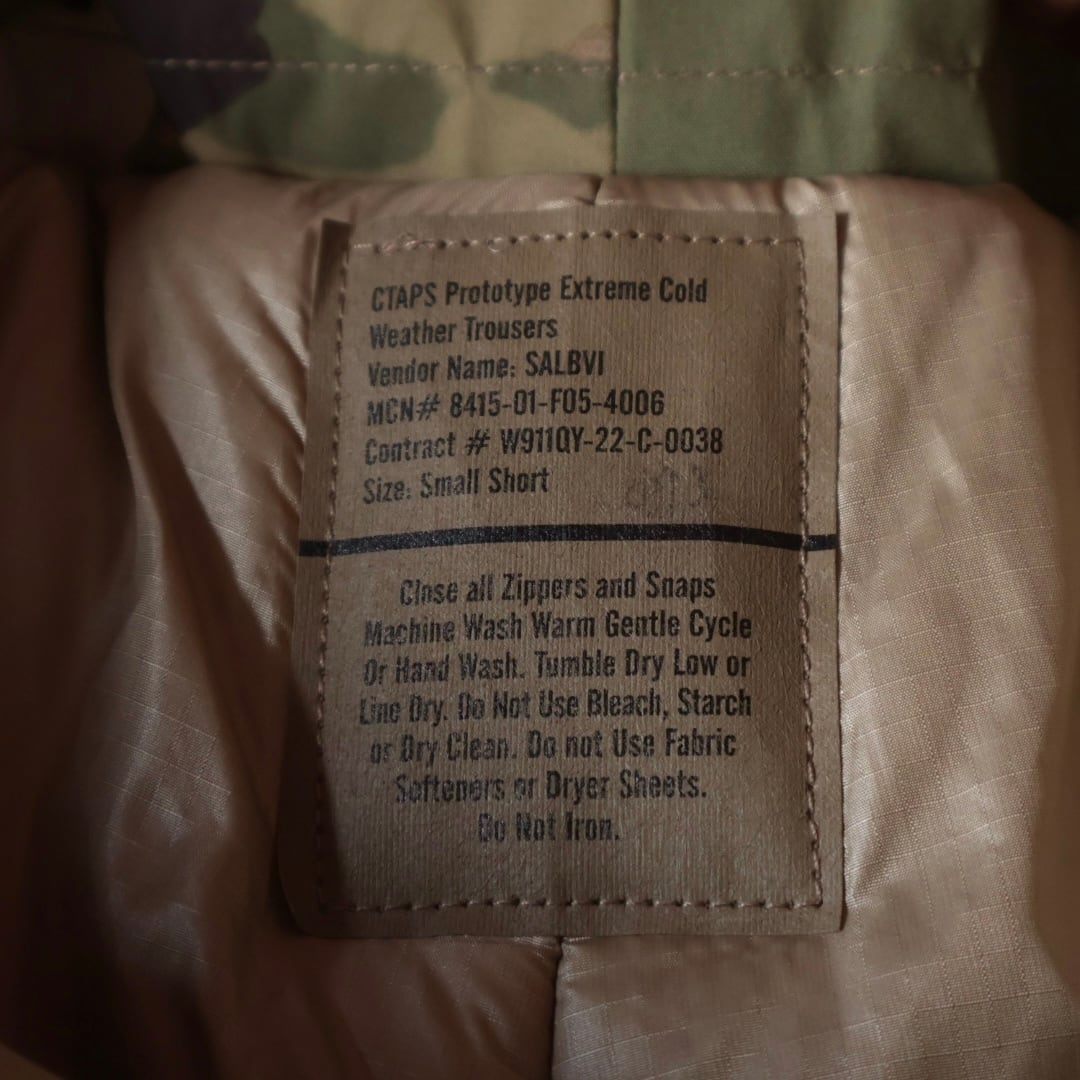 CTAPS Prototype Extreme Cold
Weather Trousers
Vendor Name: SALBVI
MCN# 8415-01-F05-4006
Contract # W911QY-22-C-0038
Size: Small Short
Close all Zippers and Snaps
Machine Wash Warm Gentle Cycle
Or Hand Wash. Tumble Dry Low or
Line Dry. Do Not Use Bleach, Starch
or Dry Clean. Do not Use Fabric
Softeners or Dryer Sheets.
Do Not Iron.